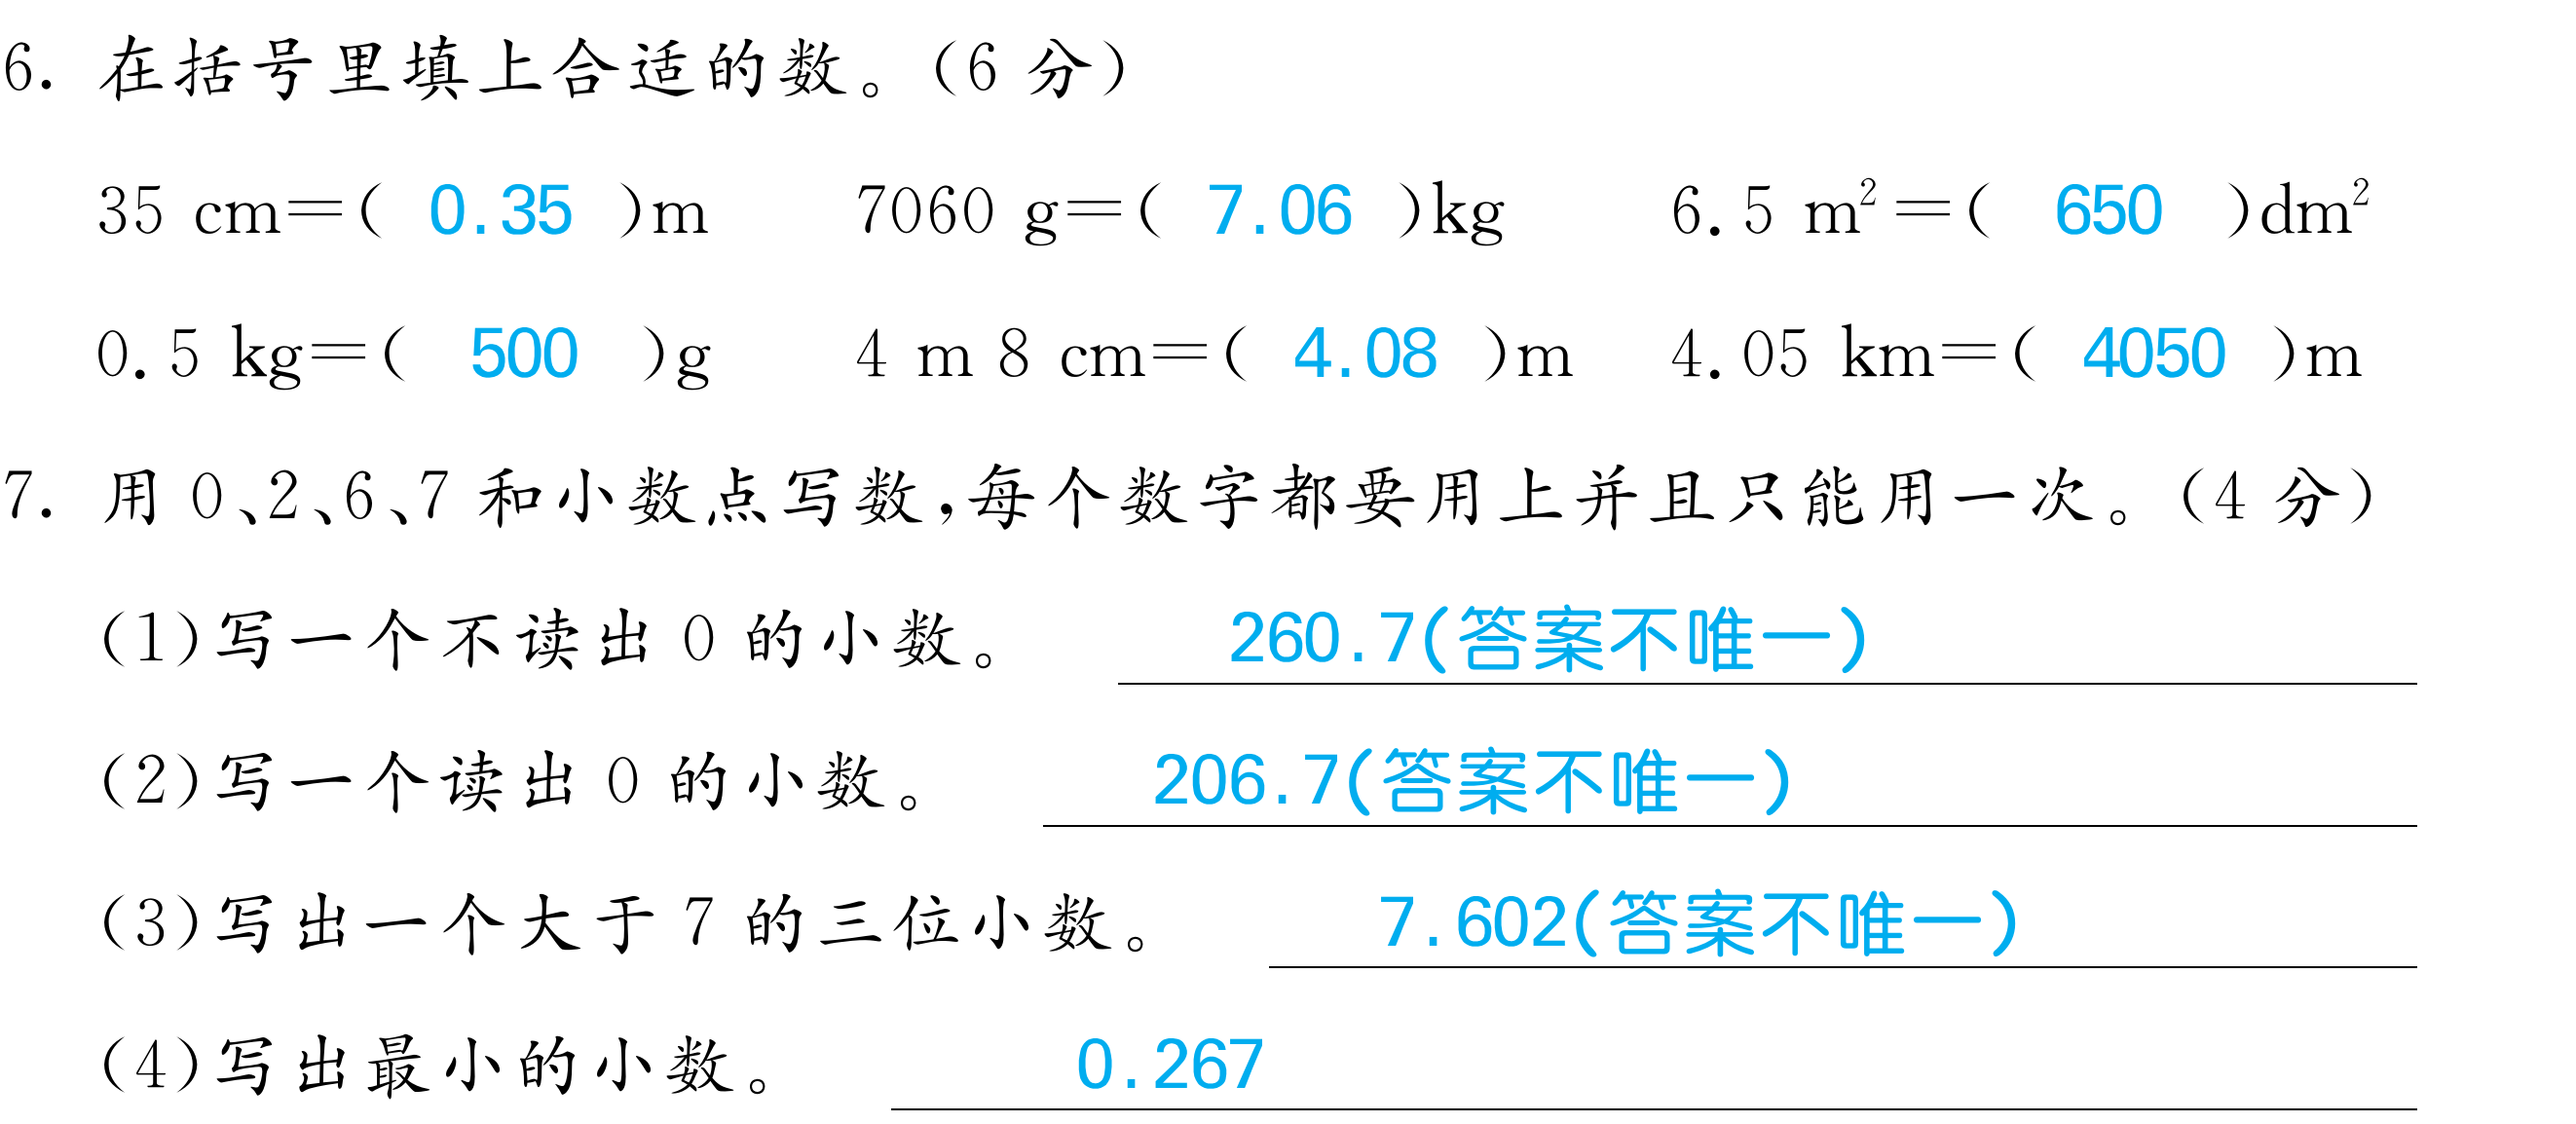 6. 在括号里填上合适的数。(6 分)
35 cm=( 0.35 )m 7060 g=( 7.06 )kg 6.5 m²=( 650 )dm²
0.5 kg=( 500 )g 4 m 8 cm=( 4.08 )m 4.05 km=( 4050 )m
7. 用 0、2、6、7 和小数点写数,每个数字都要用上并且只能用一次。(4 分)
(1)写一个不读出 0 的小数。 260.7(答案不唯一)
(2)写一个读出 0 的小数。 206.7(答案不唯一)
(3)写出一个大于 7 的三位小数。 7.602(答案不唯一)
(4)写出最小的小数。 0.267